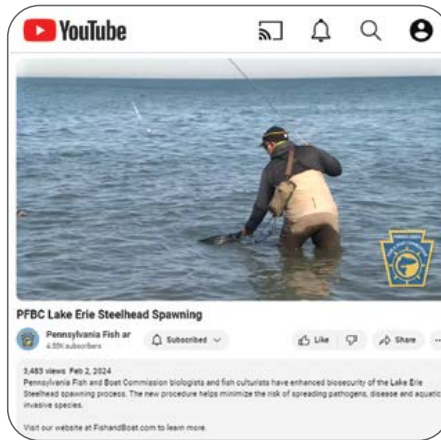 YouTube
PFBC Lake Erie Steelhead Spawning
Pennsylvania Fish ar
Subscribed
Like
Share
4.55K subscribers
3,483 views Feb 2, 2024
Pennsylvania Fish and Boat Commission biologists and fish culturists have enhanced biosecurity of the Lake Erie
Steelhead spawning process. The new procedure helps minimize the risk of spreading pathogens, disease and aquatic
invasive species.
Visit our website at FishandBoat.com to learn more.